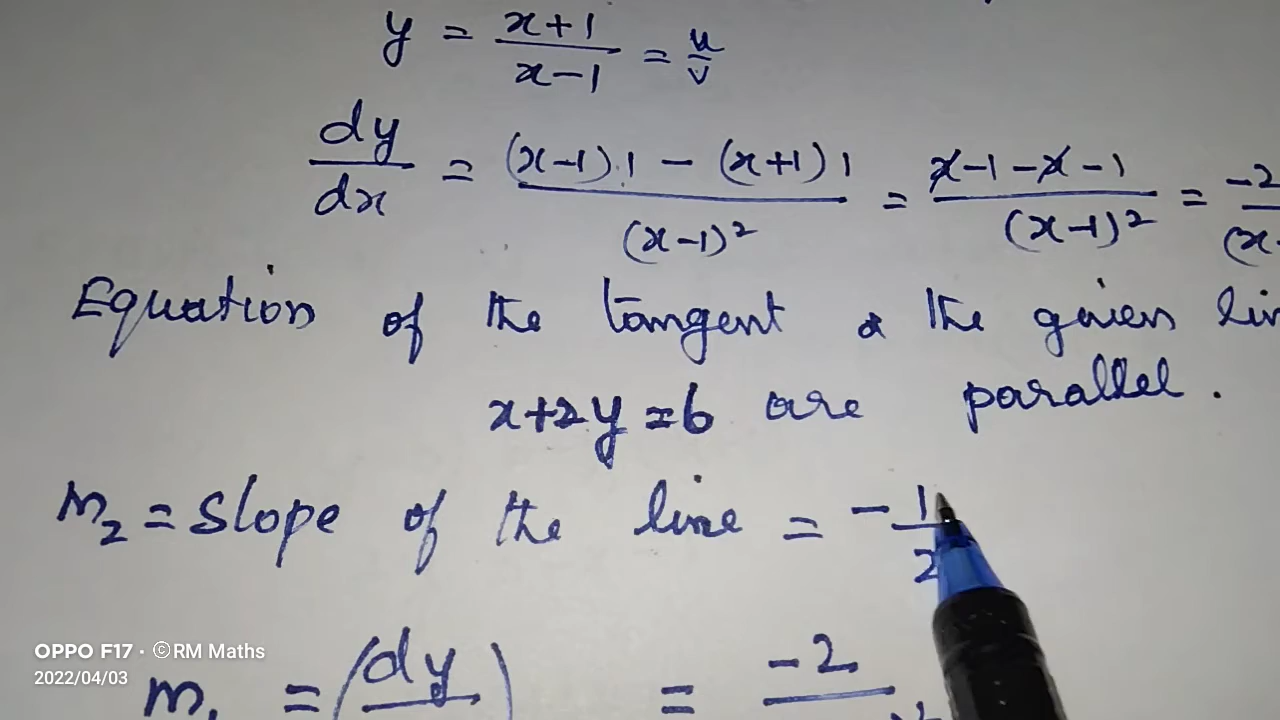 y = x+1/x-1 = u/v
dy/dx = (x-1).1 - (x+1)1/(x-1)² = x-1-x-1/(x-1)² = -2/(x-
Equation of the tangent & the given lin
x+2y=6 are parallel.
m₂ = slope of the line = -1/2
m₁ = (dy ) = -2
OPPO F17 · ©RM Maths
2022/04/03